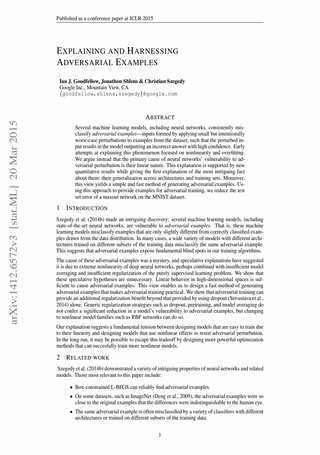 Published as a conference paper at ICLR 2015
EXPLAINING AND HARNESSING
ADVERSARIAL EXAMPLES
Ian J. Goodfellow, Jonathon Shlens & Christian Szegedy
Google Inc., Mountain View, CA
{goodfellow,shlens,szegedy}@google.com
ABSTRACT
Several machine learning models, including neural networks, consistently mis-
classify adversarial examples—inputs formed by applying small but intentionally
worst-case perturbations to examples from the dataset, such that the perturbed in-
put results in the model outputting an incorrect answer with high confidence. Early
attempts at explaining this phenomenon focused on nonlinearity and overfitting.
We argue instead that the primary cause of neural networks' vulnerability to ad-
versarial perturbation is their linear nature. This explanation is supported by new
quantitative results while giving the first explanation of the most intriguing fact
about them: their generalization across architectures and training sets. Moreover,
this view yields a simple and fast method of generating adversarial examples. Us-
ing this approach to provide examples for adversarial training, we reduce the test
set error of a maxout network on the MNIST dataset.
1 INTRODUCTION
Szegedy et al. (2014b) made an intriguing discovery: several machine learning models, including
state-of-the-art neural networks, are vulnerable to adversarial examples. That is, these machine
learning models misclassify examples that are only slightly different from correctly classified exam-
ples drawn from the data distribution. In many cases, a wide variety of models with different archi-
tectures trained on different subsets of the training data misclassify the same adversarial example.
This suggests that adversarial examples expose fundamental blind spots in our training algorithms.
The cause of these adversarial examples was a mystery, and speculative explanations have suggested
it is due to extreme nonlinearity of deep neural networks, perhaps combined with insufficient model
averaging and insufficient regularization of the purely supervised learning problem. We show that
these speculative hypotheses are unnecessary. Linear behavior in high-dimensional spaces is suf-
ficient to cause adversarial examples. This view enables us to design a fast method of generating
adversarial examples that makes adversarial training practical. We show that adversarial training can
provide an additional regularization benefit beyond that provided by using dropout (Srivastava et al.,
2014) alone. Generic regularization strategies such as dropout, pretraining, and model averaging do
not confer a significant reduction in a model's vulnerability to adversarial examples, but changing
to nonlinear model families such as RBF networks can do so.
Our explanation suggests a fundamental tension between designing models that are easy to train due
to their linearity and designing models that use nonlinear effects to resist adversarial perturbation.
In the long run, it may be possible to escape this tradeoff by designing more powerful optimization
methods that can succesfully train more nonlinear models.
2 RELATED WORK
Szegedy et al. (2014b) demonstrated a variety of intriguing properties of neural networks and related
models. Those most relevant to this paper include:
• Box-constrained L-BFGS can reliably find adversarial examples.
• On some datasets, such as ImageNet (Deng et al., 2009), the adversarial examples were so
close to the original examples that the differences were indistinguishable to the human eye.
• The same adversarial example is often misclassified by a variety of classifiers with different
architectures or trained on different subsets of the training data.
1
arXiv:1412.6572v3 [stat.ML] 20 Mar 2015